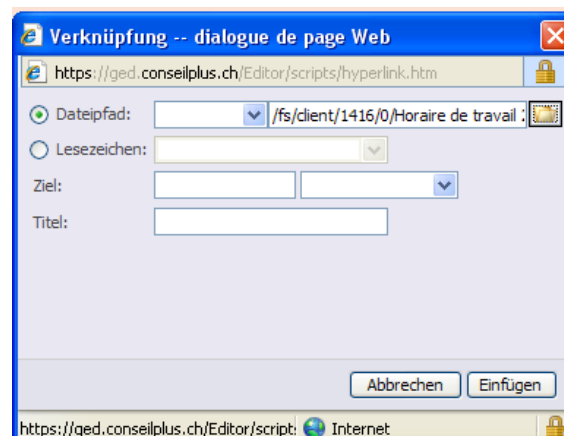 Verknüpfung -- dialogue de page Web
https://ged.conseilplus.ch/Editor/scripts/hyperlink.htm
Dateipfad: /fs/client/1416/0/Horaire de travail
Lesezeichen:
Ziel:
Titel:
Abbrechen Einfügen
https://ged.conseilplus.ch/Editor/script: Internet